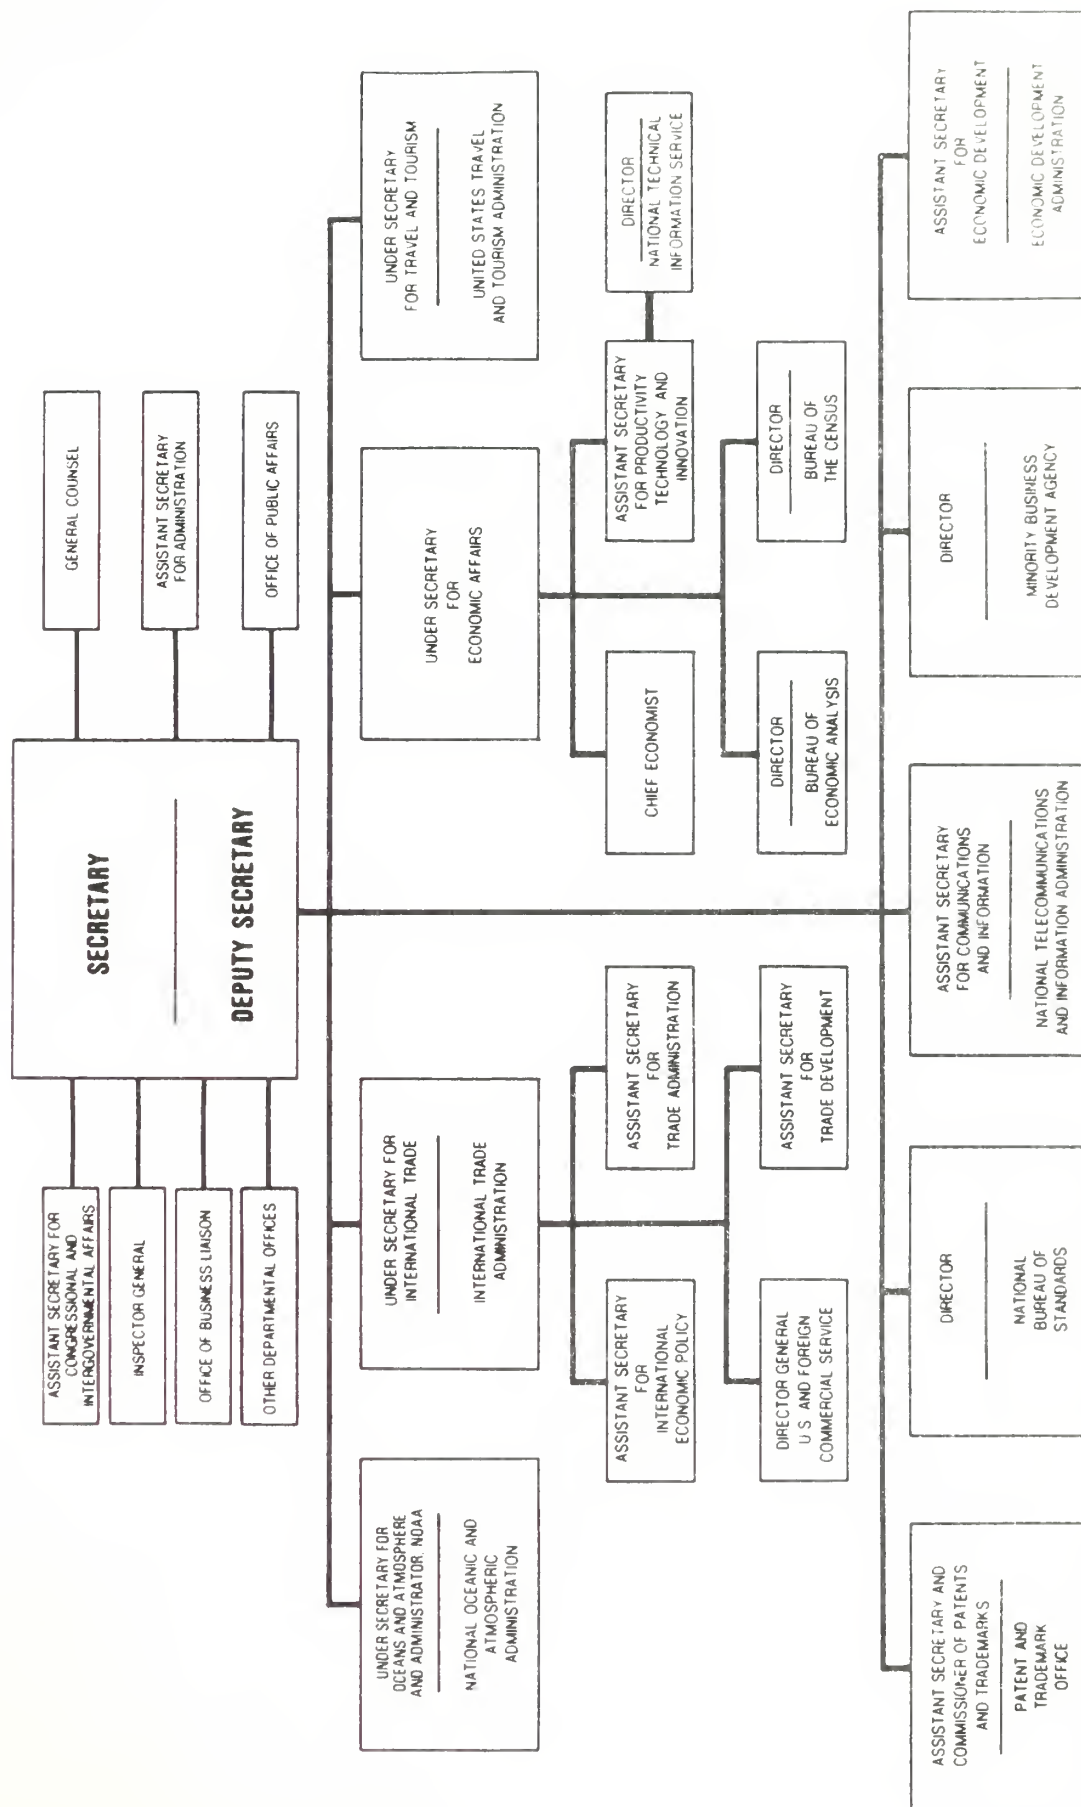 SECRETARY
DEPUTY SECRETARY
ASSISTANT SECRETARY FOR
CONGRESSIONAL AND
INTERGOVERNMENTAL AFFAIRS
INSPECTOR GENERAL
OFFICE OF BUSINESS LIAISON
OTHER DEPARTMENTAL OFFICES
GENERAL COUNSEL
ASSISTANT SECRETARY
FOR ADMINISTRATION
OFFICE OF PUBLIC AFFAIRS
UNDER SECRETARY FOR
OCEANS AND ATMOSPHERE
AND ADMINISTRATOR, NOAA
NATIONAL OCEANIC AND
ATMOSPHERIC
ADMINISTRATION
UNDER SECRETARY FOR
INTERNATIONAL TRADE
INTERNATIONAL TRADE
ADMINISTRATION
UNDER SECRETARY
FOR
ECONOMIC AFFAIRS
UNDER SECRETARY
FOR TRAVEL AND TOURISM
UNITED STATES TRAVEL
AND TOURISM ADMINISTRATION
ASSISTANT SECRETARY
FOR
INTERNATIONAL
ECONOMIC POLICY
ASSISTANT SECRETARY
FOR
TRADE ADMINISTRATION
CHIEF ECONOMIST
ASSISTANT SECRETARY
FOR PRODUCTIVITY
TECHNOLOGY AND
INNOVATION
DIRECTOR
NATIONAL TECHNICAL
INFORMATION SERVICE
DIRECTOR GENERAL
U S AND FOREIGN
COMMERCIAL SERVICE
ASSISTANT SECRETARY
FOR
TRADE DEVELOPMENT
DIRECTOR
BUREAU OF
ECONOMIC ANALYSIS
DIRECTOR
BUREAU OF
THE CENSUS
ASSISTANT SECRETARY AND
COMMISSIONER OF PATENTS
AND TRADEMARKS
PATENT AND
TRADEMARK
OFFICE
DIRECTOR
NATIONAL
BUREAU OF
STANDARDS
ASSISTANT SECRETARY
FOR COMMUNICATIONS
AND INFORMATION
NATIONAL TELECOMMUNICATIONS
AND INFORMATION ADMINISTRATION
DIRECTOR
MINORITY BUSINESS
DEVELOPMENT AGENCY
ASSISTANT SECRETARY
FOR
ECONOMIC DEVELOPMENT
ECONOMIC DEVELOPMENT
ADMINISTRATION